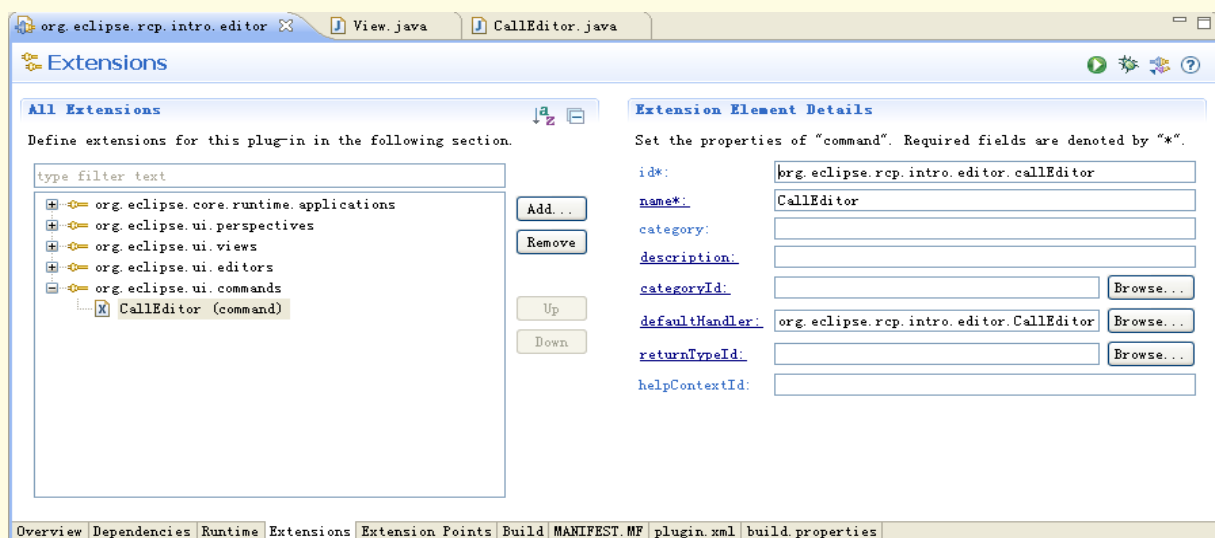 org.eclipse.rcp.intro.editor View.java CallEditor.java
Extensions
All Extensions
Define extensions for this plug-in in the following section.
type filter text
org.eclipse.core.runtime.applications
org.eclipse.ui.perspectives
org.eclipse.ui.views
org.eclipse.ui.editors
org.eclipse.ui.commands
CallEditor (command)
Add...
Remove
Up
Down
Extension Element Details
Set the properties of "command". Required fields are denoted by "*".
id*: org.eclipse.rcp.intro.editor.callEditor
name*: CallEditor
category:
description:
categoryId: Browse...
defaultHandler: org.eclipse.rcp.intro.editor.CallEditor Browse...
returnTypeId: Browse...
helpContextId:
Overview Dependencies Runtime Extensions Extension Points Build MANIFEST.MF plugin.xml build.properties